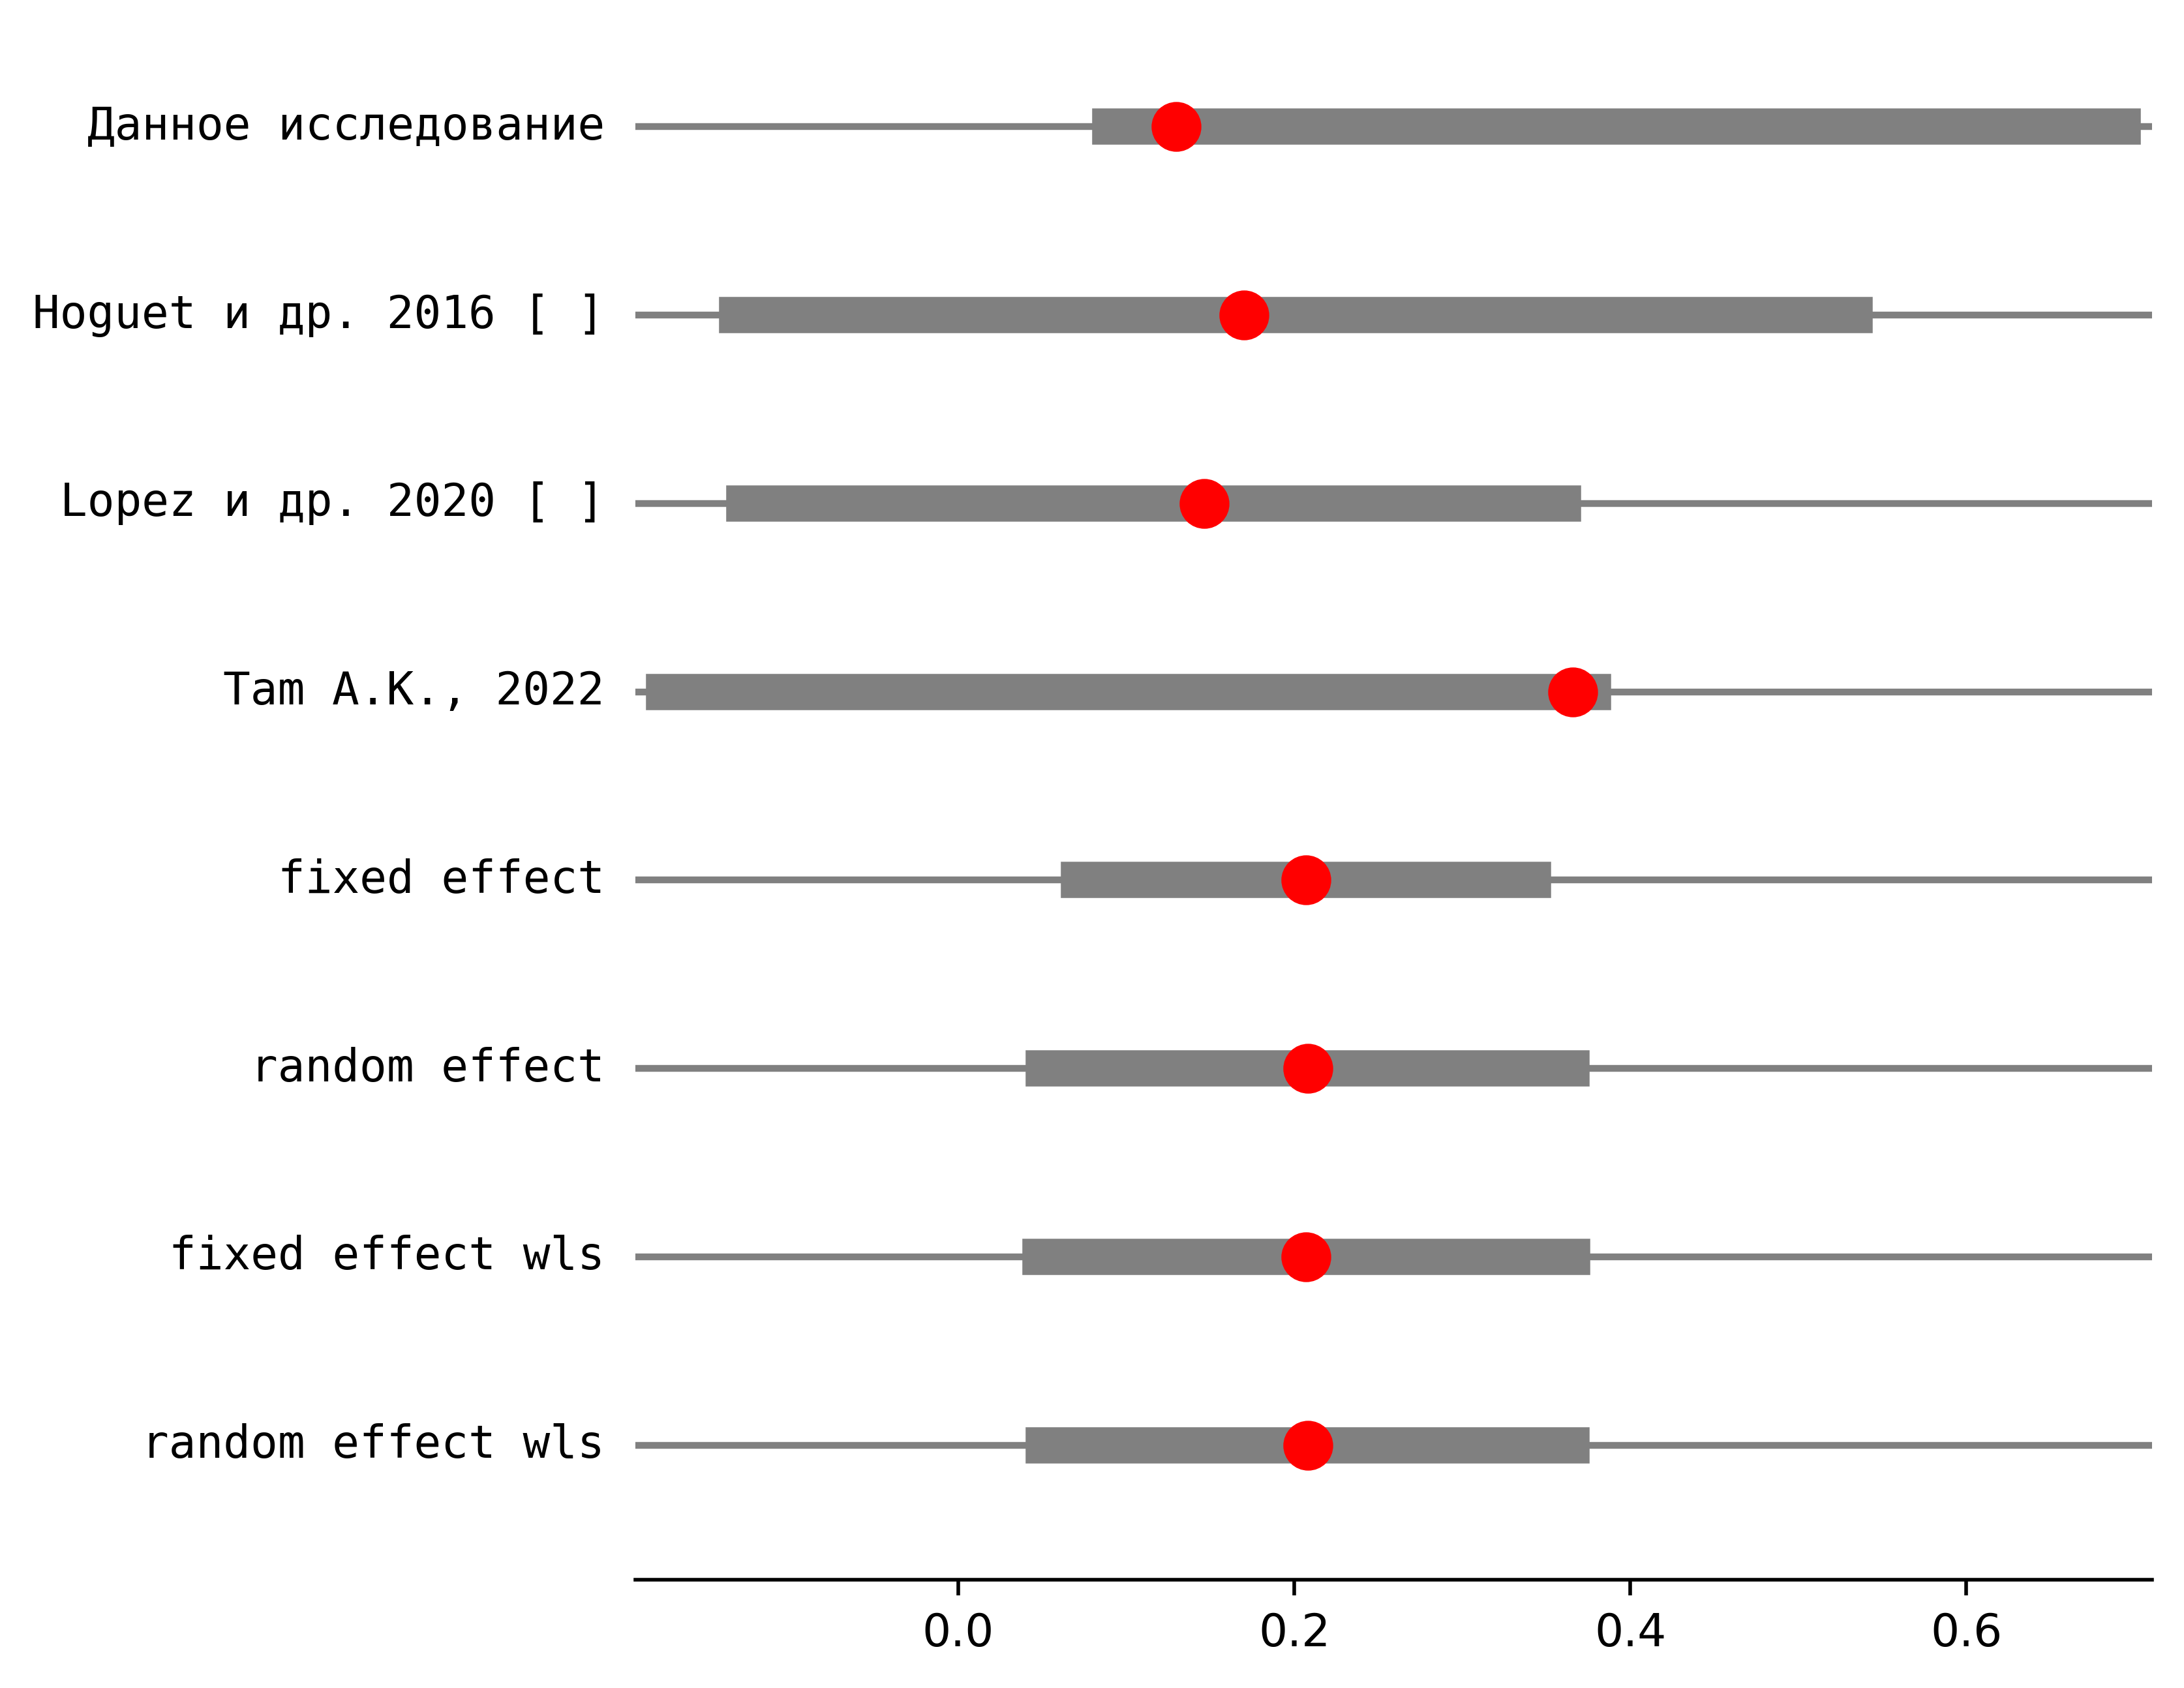 Данное исследование
Hoguet и др. 2016 [ ]
Lopez и др. 2020 [ ]
Tam A.K., 2022
fixed effect
random effect
fixed effect wls
random effect wls
0.0 0.2 0.4 0.6